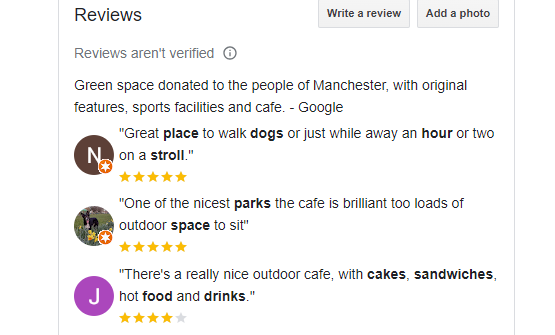 Reviews
Write a review
Add a photo
Reviews aren't verified
Green space donated to the people of Manchester, with original
features, sports facilities and cafe. - Google
N
"Great place to walk dogs or just while away an hour or two
on a stroll."
"One of the nicest parks the cafe is brilliant too loads of
outdoor space to sit"
J
"There's a really nice outdoor cafe, with cakes, sandwiches,
hot food and drinks."